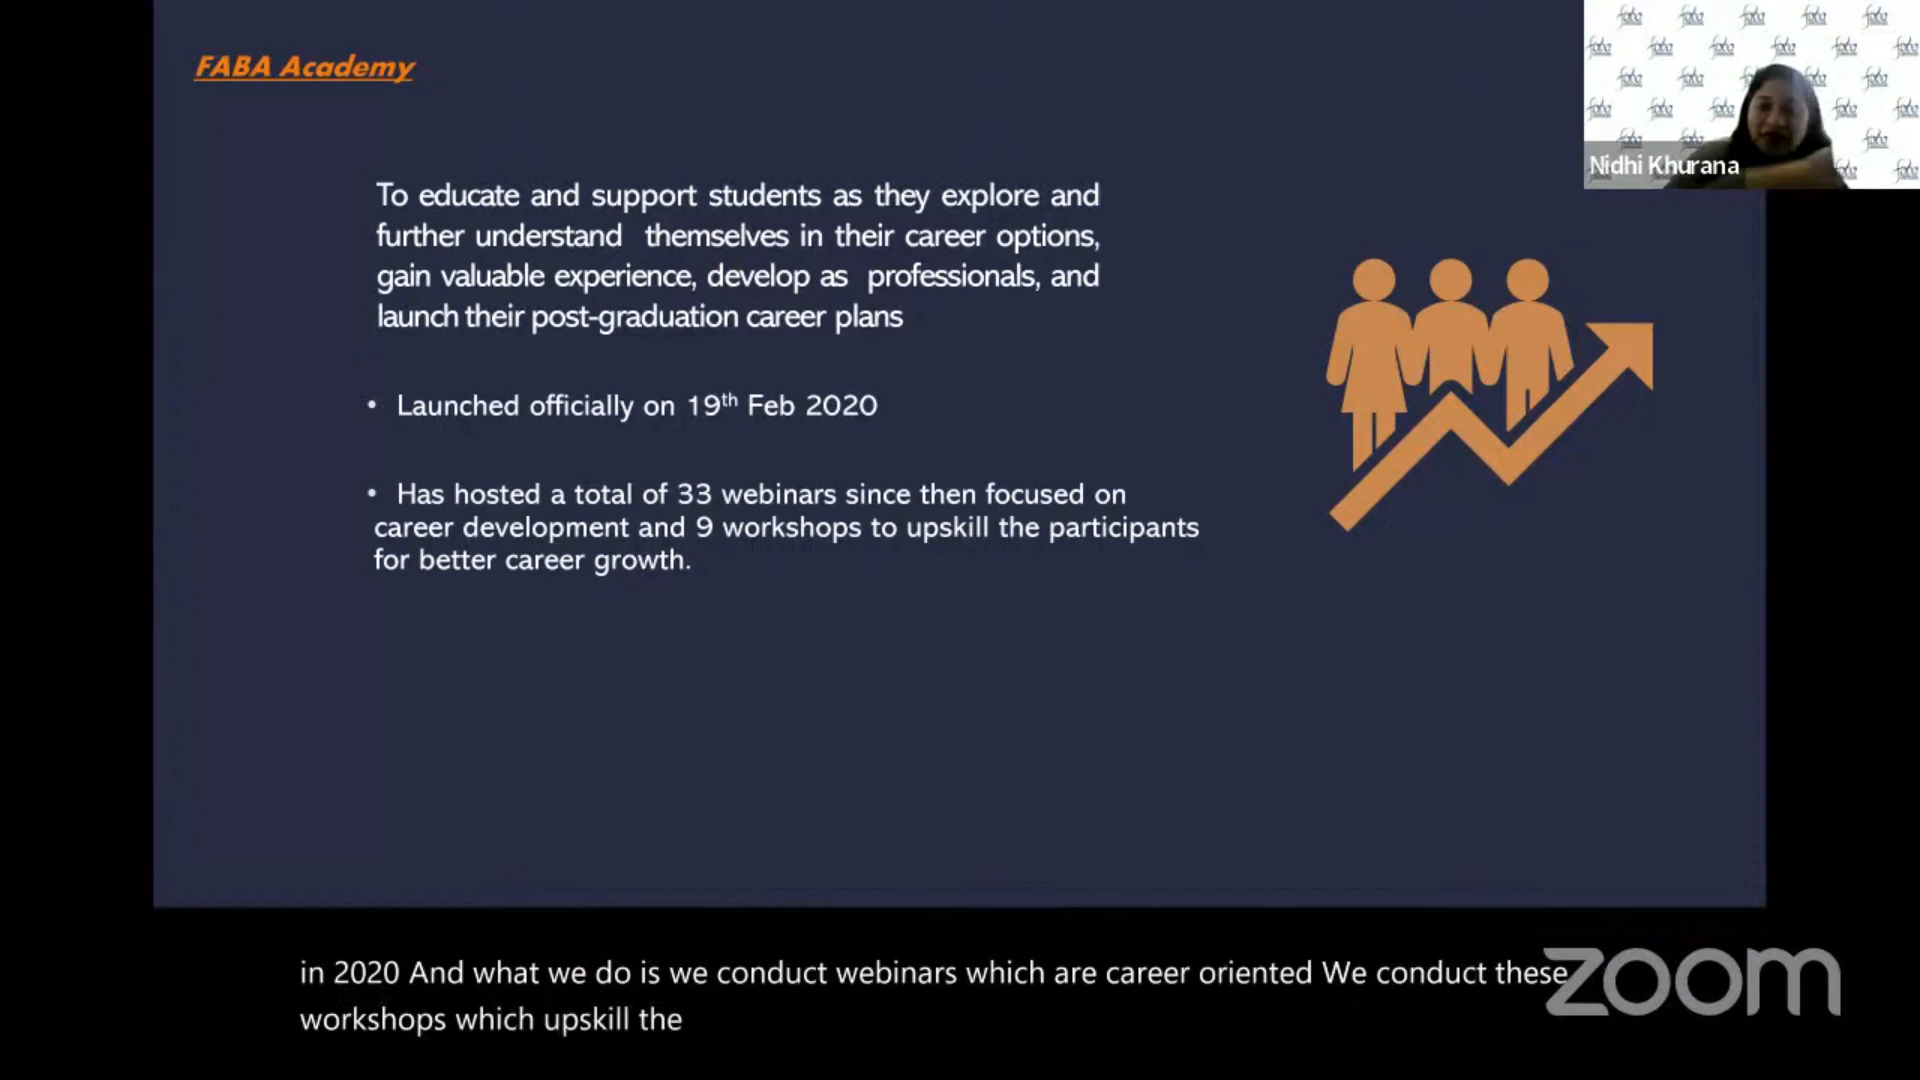 FABA Academy
To educate and support students as they explore and
further understand themselves in their career options,
gain valuable experience, develop as professionals, and
launch their post-graduation career plans
• Launched officially on 19th Feb 2020
• Has hosted a total of 33 webinars since then focused on
career development and 9 workshops to upskill the participants
for better career growth.
Nidhi Khurana
in 2020 And what we do is we conduct webinars which are career oriented We conduct these
workshops which upskill the
zoom